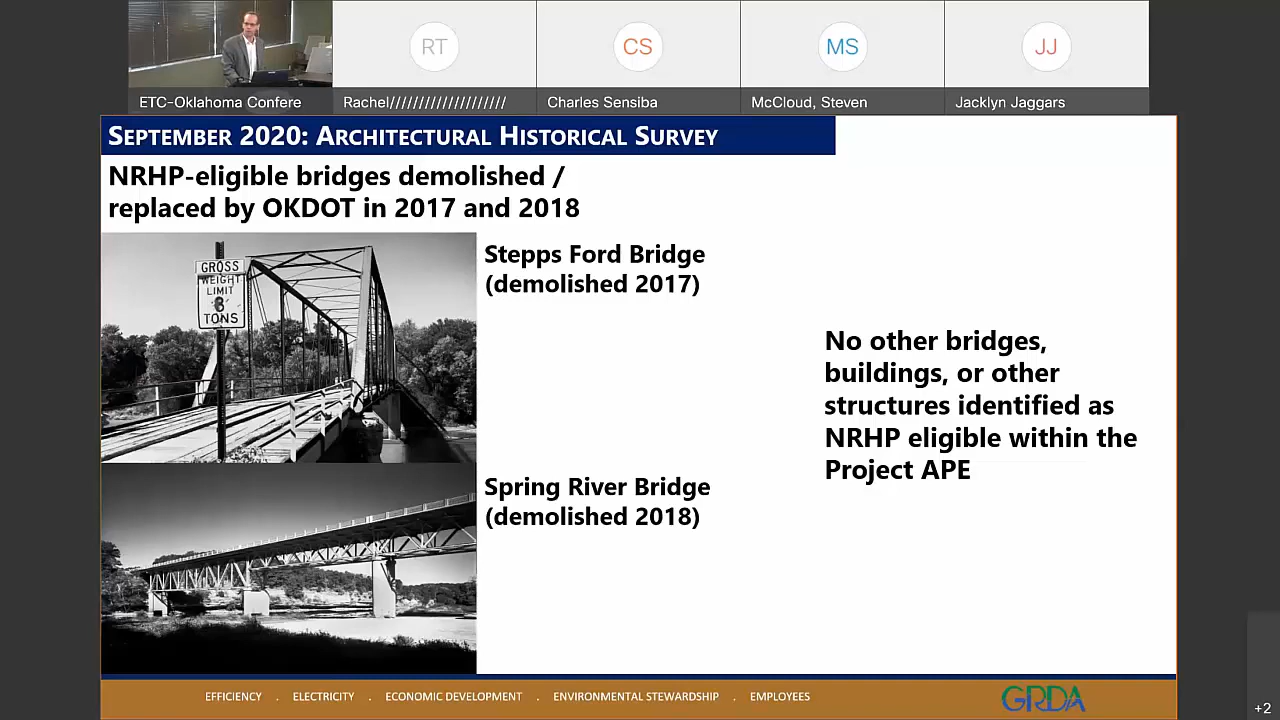 RT
CS
MS
JJ
ETC-Oklahoma Confere
Rachel////////////////////
Charles Sensiba
McCloud, Steven
Jacklyn Jaggars
SEPTEMBER 2020: ARCHITECTURAL HISTORICAL SURVEY
NRHP-eligible bridges demolished /
replaced by OKDOT in 2017 and 2018
GROSS
WEIGHT
LIMIT
8
TONS
Stepps Ford Bridge
(demolished 2017)
No other bridges,
buildings, or other
structures identified as
NRHP eligible within the
Project APE
Spring River Bridge
(demolished 2018)
EFFICIENCY . ELECTRICITY . ECONOMIC DEVELOPMENT . ENVIRONMENTAL STEWARDSHIP . EMPLOYEES
GRDA
+2